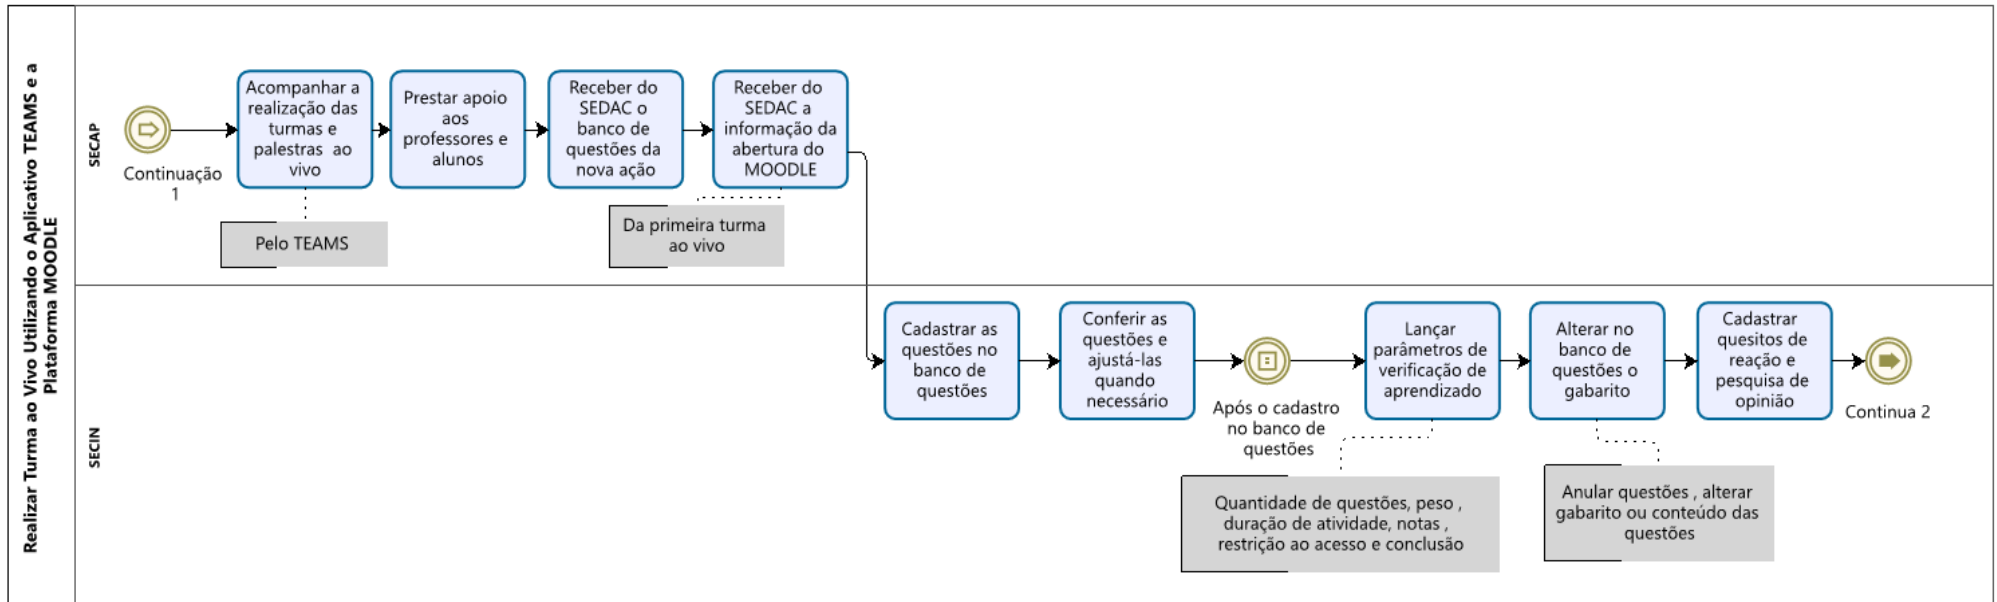 Realizar Turma ao Vivo Utilizando o Aplicativo TEAMS e a
Plataforma MOODLE
SECAP
Continuação
1
Acompanhar a
realização das
turmas e
palestras ao
vivo
Pelo TEAMS
Prestar apoio
aos
professores e
alunos
Receber do
SEDAC o
banco de
questões da
nova ação
Receber do
SEDAC a
informação da
abertura do
MOODLE
Da primeira turma
ao vivo
SECIN
Cadastrar as
questões no
banco de
questões
Conferir as
questões e
ajustá-las
quando
necessário
Após o cadastro
no banco de
questões
Lançar
parâmetros de
verificação de
aprendizado
Quantidade de questões, peso ,
duração de atividade, notas ,
restrição ao acesso e conclusão
Alterar no
banco de
questões o
gabarito
Anular questões , alterar
gabarito ou conteúdo das
questões
Cadastrar
quesitos de
reação e
pesquisa de
opinião
Continua 2